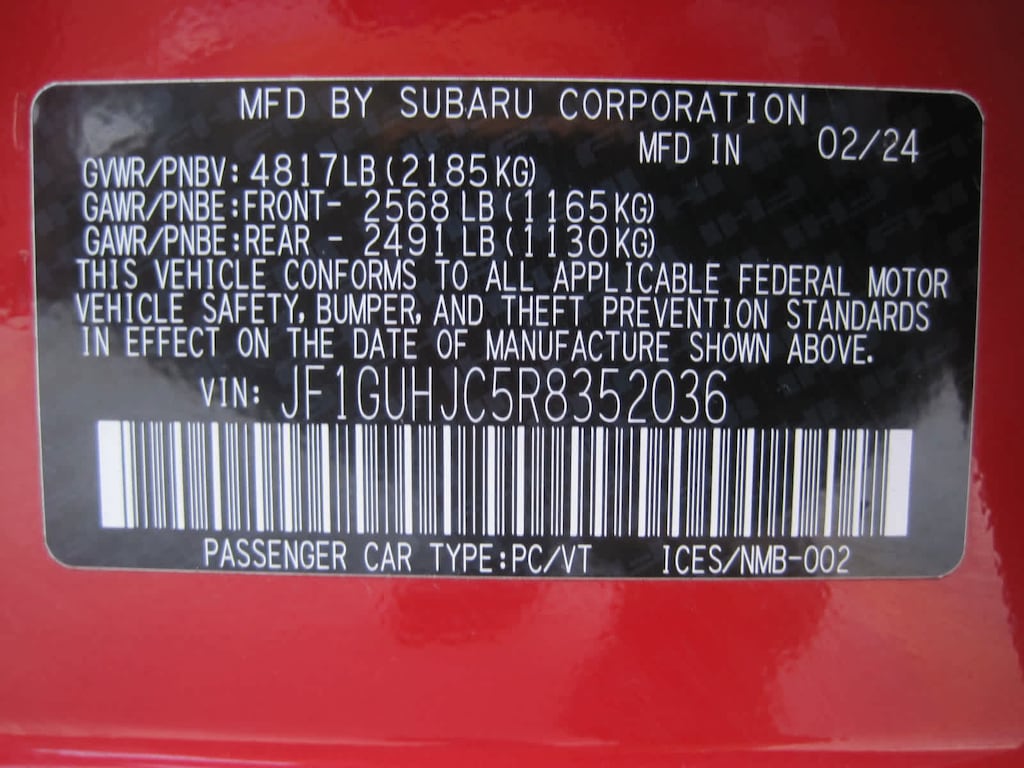 MFD BY SUBARU CORPORATION
MFD IN 02/24
GVWR/PNBV: 4817LB (2185KG)
GAWR/PNBE:FRONT- 2568 LB (1165KG)
GAWR/PNBE:REAR - 2491 LB (1130KG)
THIS VEHICLE CONFORMS TO ALL APPLICABLE FEDERAL MOTOR
VEHICLE SAFETY, BUMPER, AND THEFT PREVENTION STANDARDS
IN EFFECT ON THE DATE OF MANUFACTURE SHOWN ABOVE.
VIN: JF1GUHJC5R8352036
PASSENGER CAR TYPE:PC/VT ICES/NMB-002